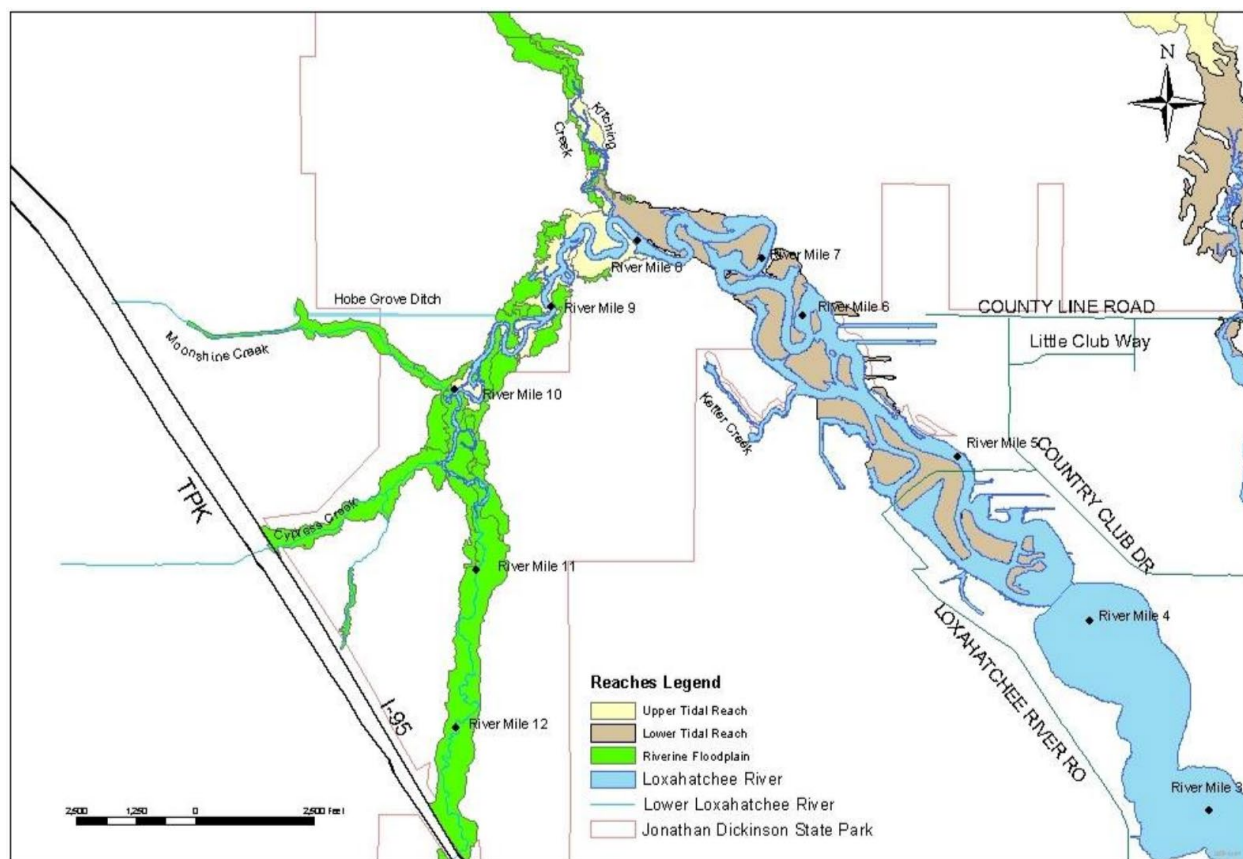 N
Kitching
Creek
River Mile 8
River Mile 7
River Mile 6
River Mile 9
Hobe Grove Ditch
COUNTY LINE ROAD
Little Club Way
Moonshine Creek
River Mile 10
Keller Creek
River Mile 5
COUNTRY CLUB DR
TPK
Cypress Creek
River Mile 11
River Mile 4
LOXAHATCHEE RIVER RO
I-95
River Mile 12
River Mile 3
Reaches Legend
Upper Tidal Reach
Lower Tidal Reach
Riverine Floodplain
Loxahatchee River
Lower Loxahatchee River
Jonathan Dickinson State Park
2,500 1,250 0 2,500 Feet